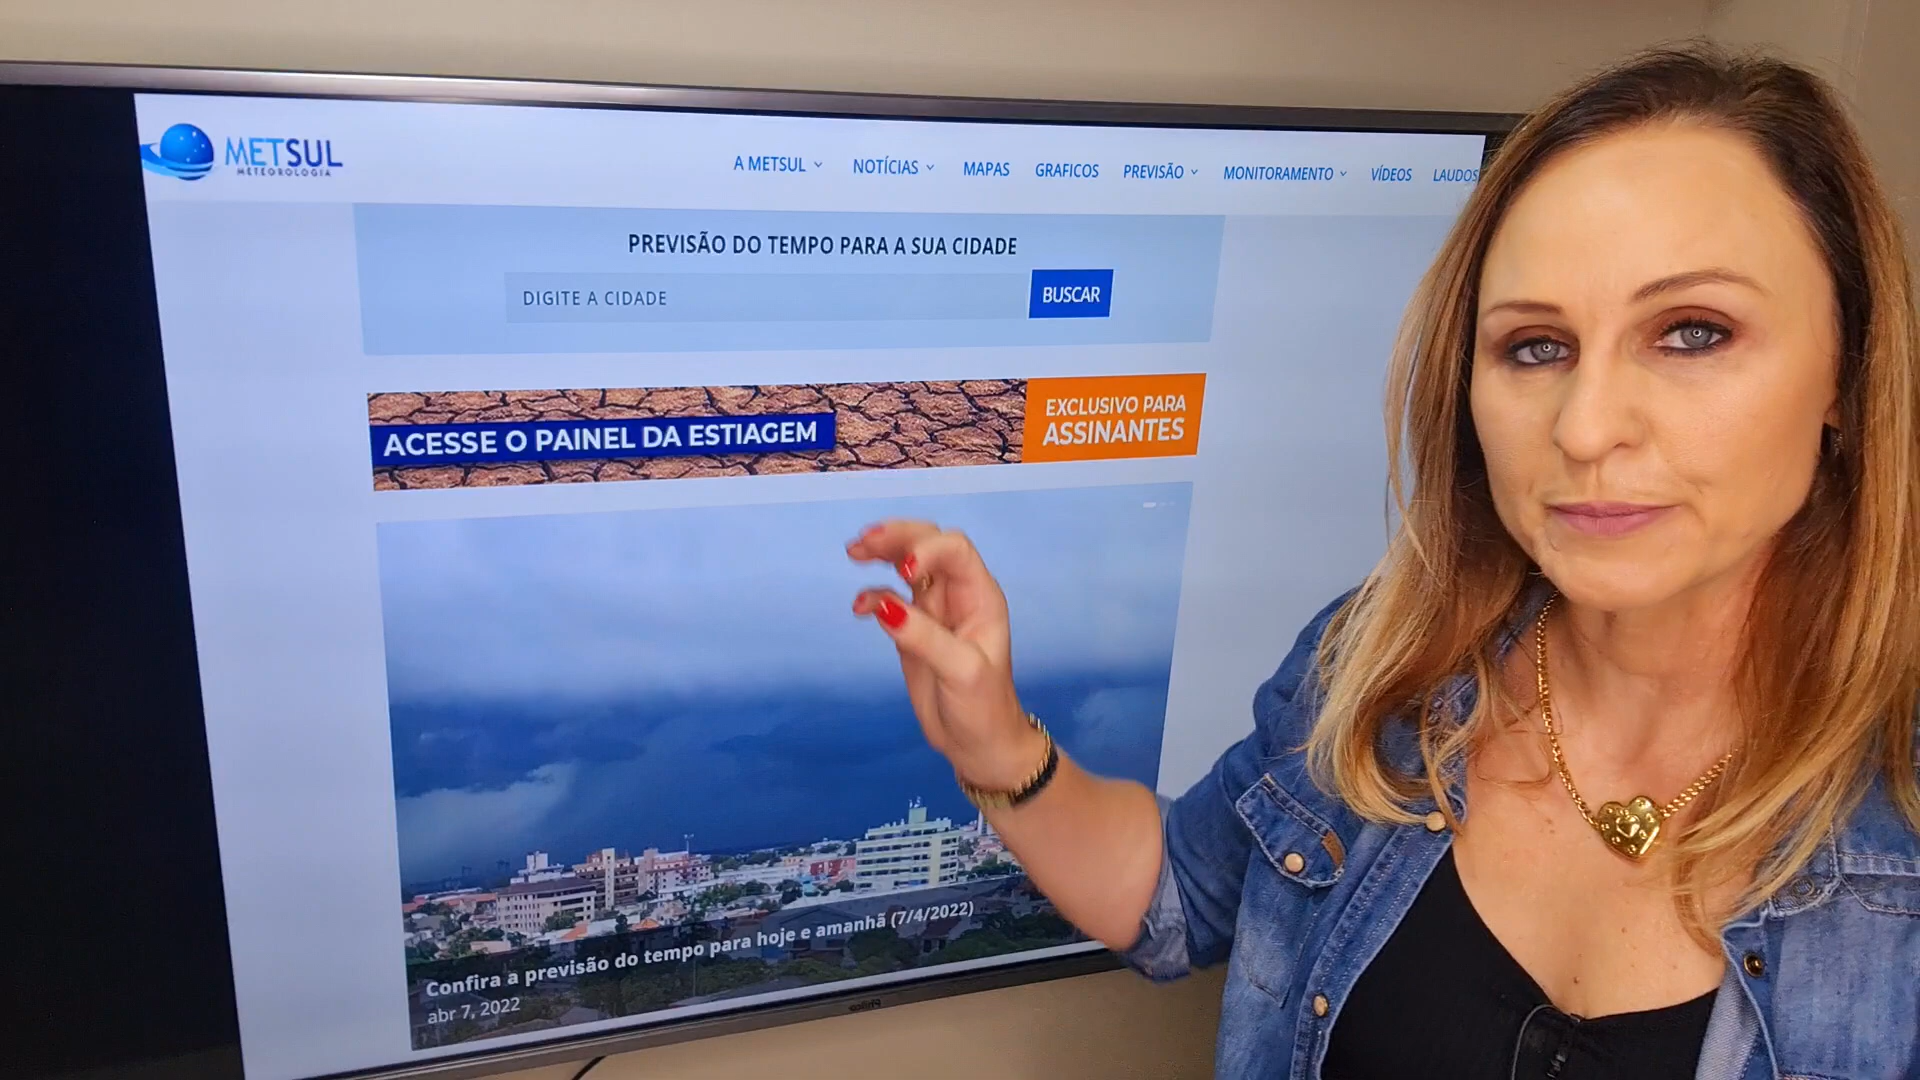 METSUL
METEOROLOGIA
A METSUL NOTÍCIAS MAPAS GRAFICOS PREVISÃO MONITORAMENTO VÍDEOS LAUDOS
PREVISÃO DO TEMPO PARA A SUA CIDADE
DIGITE A CIDADE BUSCAR
ACESSE O PAINEL DA ESTIAGEM
EXCLUSIVO PARA
ASSINANTES
Confira a previsão do tempo para hoje e amanhã (7/4/2022)
abr 7, 2022